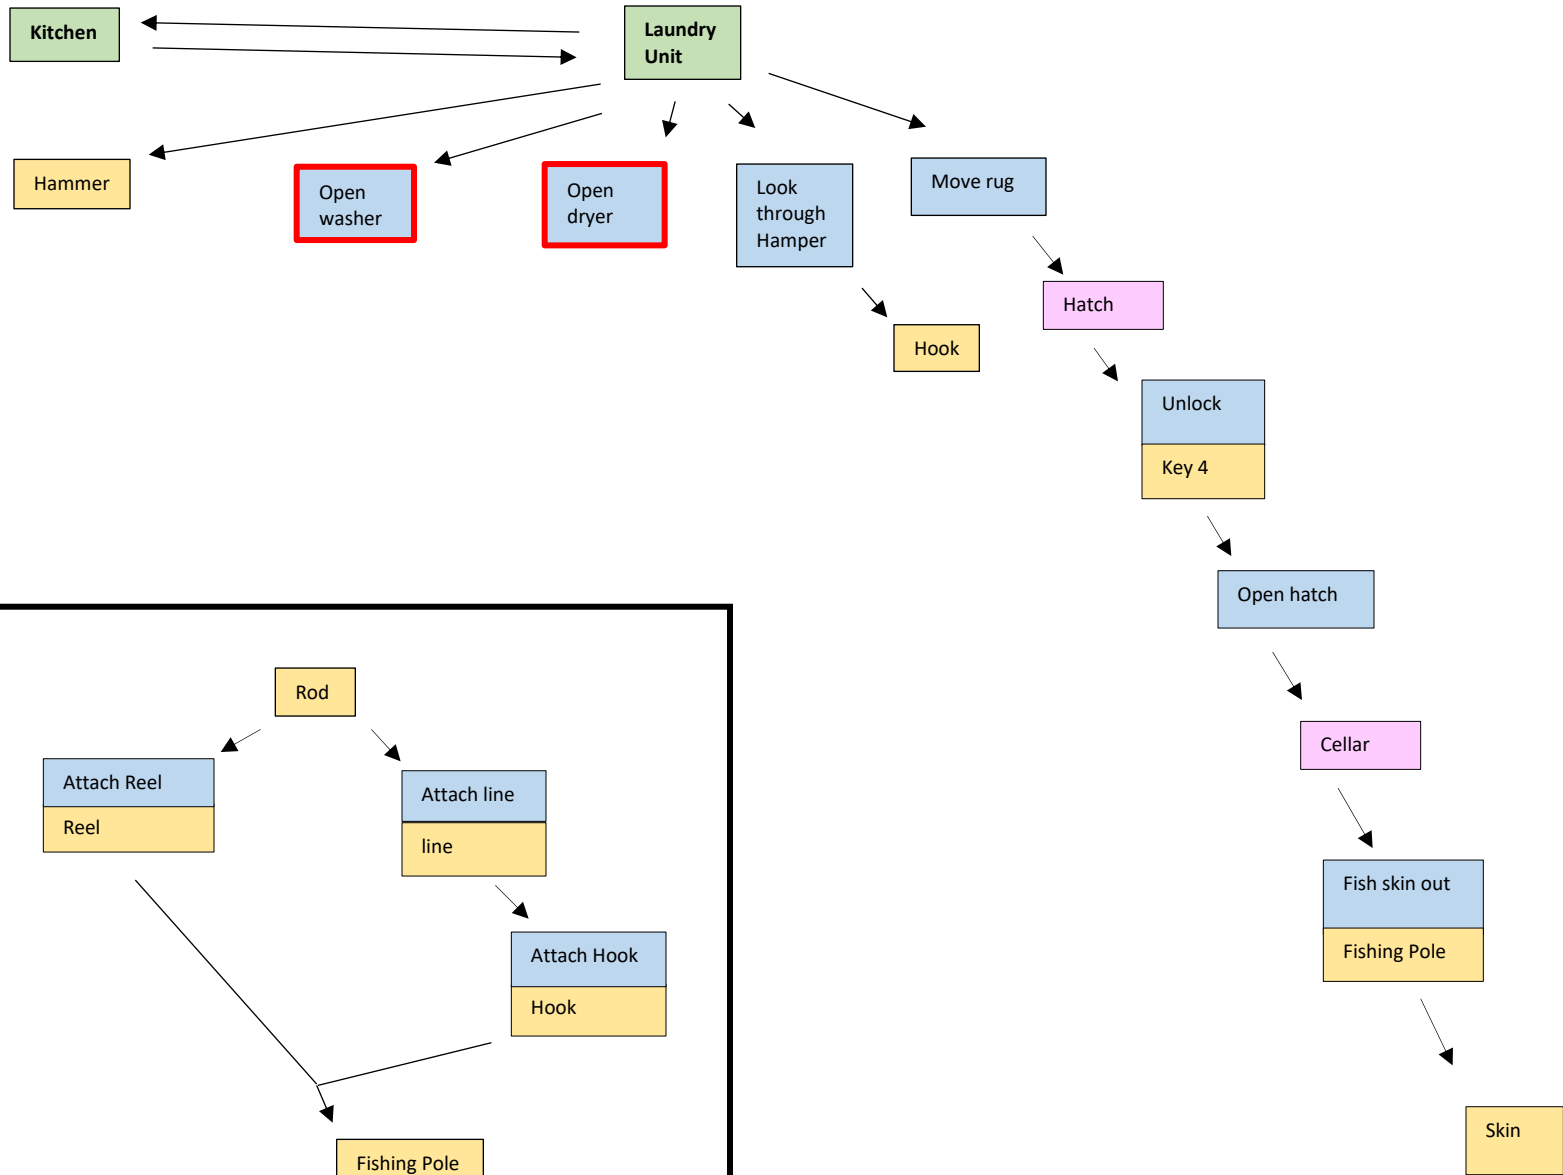 Kitchen
Laundry
Unit
Hammer
Open
washer
Open
dryer
Look
through
Hamper
Move rug
Hatch
Hook
Unlock
Key 4
Open hatch
Cellar
Fish skin out
Fishing Pole
Skin
Rod
Attach Reel
Reel
Attach line
line
Attach Hook
Hook
Fishing Pole